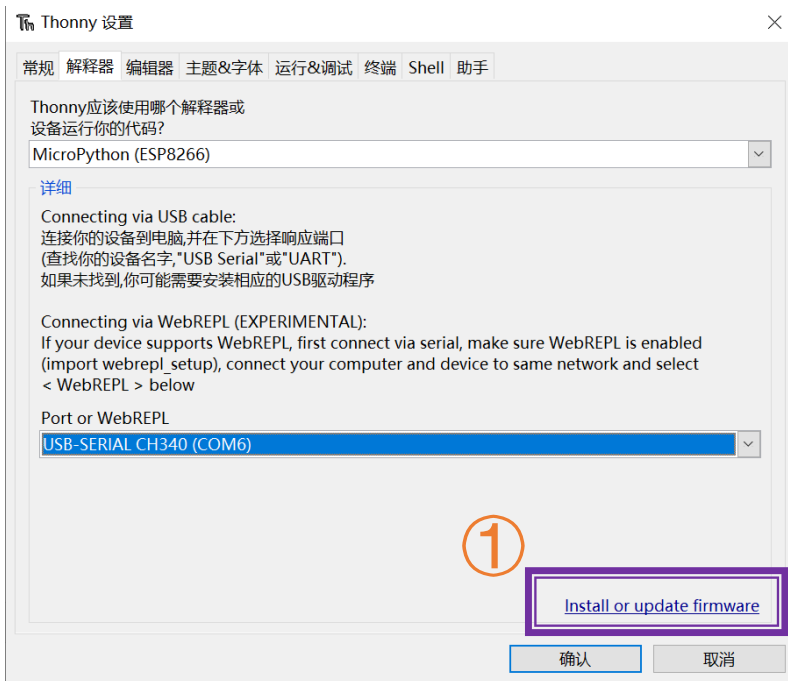 Thonny 设置
常规 解释器 编辑器 主题&字体 运行&调试 终端 Shell 助手
Thonny应该使用哪个解释器或
设备运行你的代码?
MicroPython (ESP8266)
详细
Connecting via USB cable:
连接你的设备到电脑,并在下方选择响应端口
(查找你的设备名字,"USB Serial"或"UART").
如果未找到,你可能需要安装相应的USB驱动程序
Connecting via WebREPL (EXPERIMENTAL):
If your device supports WebREPL, first connect via serial, make sure WebREPL is enabled
(import webrepl_setup), connect your computer and device to same network and select
< WebREPL > below
Port or WebREPL
USB-SERIAL CH340 (COM6)
①
Install or update firmware
确认 取消